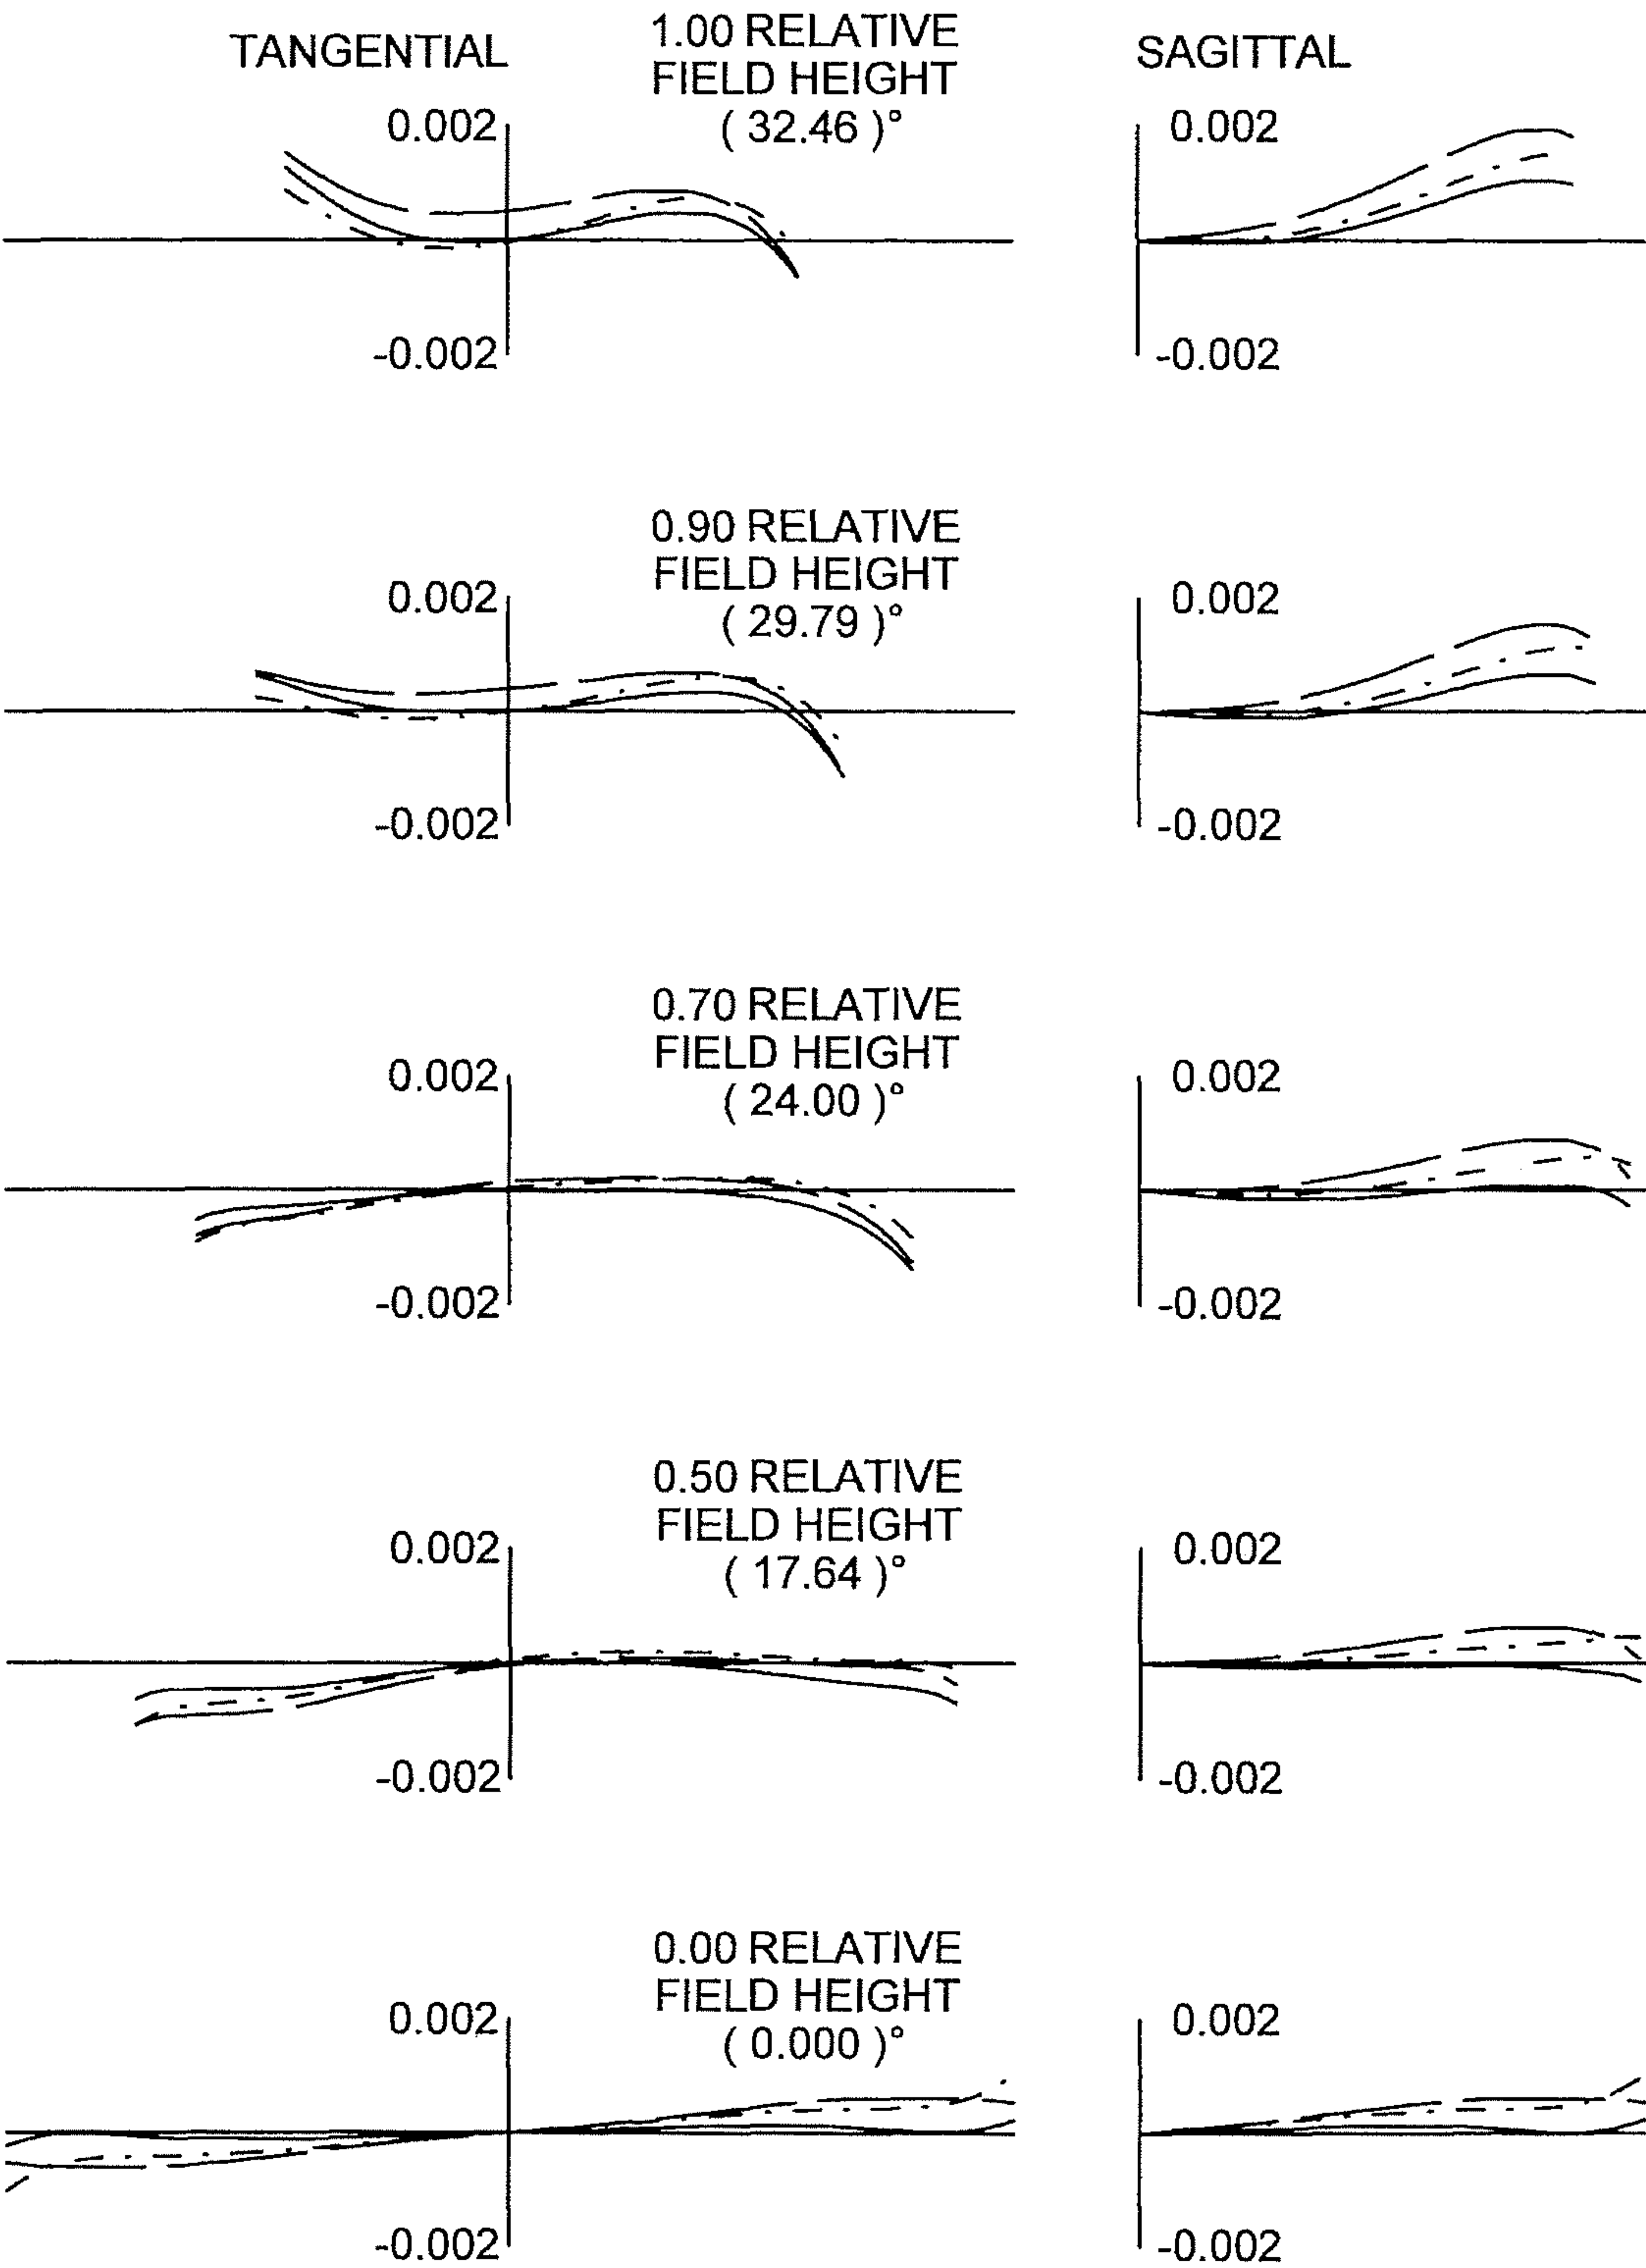 TANGENTIAL
1.00 RELATIVE
FIELD HEIGHT
( 32.46 )°
SAGITTAL
0.002
0.002
-0.002
-0.002
0.90 RELATIVE
FIELD HEIGHT
( 29.79 )°
0.002
0.002
-0.002
-0.002
0.70 RELATIVE
FIELD HEIGHT
( 24.00 )°
0.002
0.002
-0.002
-0.002
0.50 RELATIVE
FIELD HEIGHT
( 17.64 )°
0.002
0.002
-0.002
-0.002
0.00 RELATIVE
FIELD HEIGHT
( 0.000 )°
0.002
0.002
-0.002
-0.002